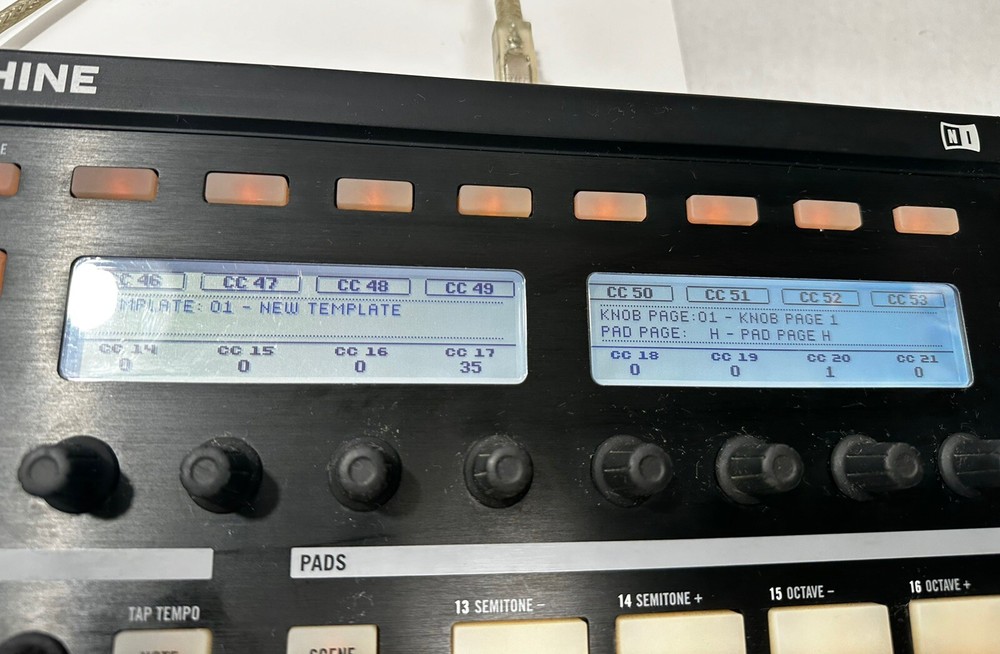 HINE
NI
E
C 46 CC 47 CC 48 CC 49
MPLATE: 01 - NEW TEMPLATE
CC 14 CC 15 CC 16 CC 17
0 0 0 35
CC 50 CC 51 CC 52 CC 53
KNOB PAGE:01 - KNOB PAGE 1
PAD PAGE: H - PAD PAGE H
CC 18 CC 19 CC 20 CC 21
0 0 1 0
PADS
TAP TEMPO
NOTE
SCENE
13 SEMITONE -
14 SEMITONE +
15 OCTAVE -
16 OCTAVE +